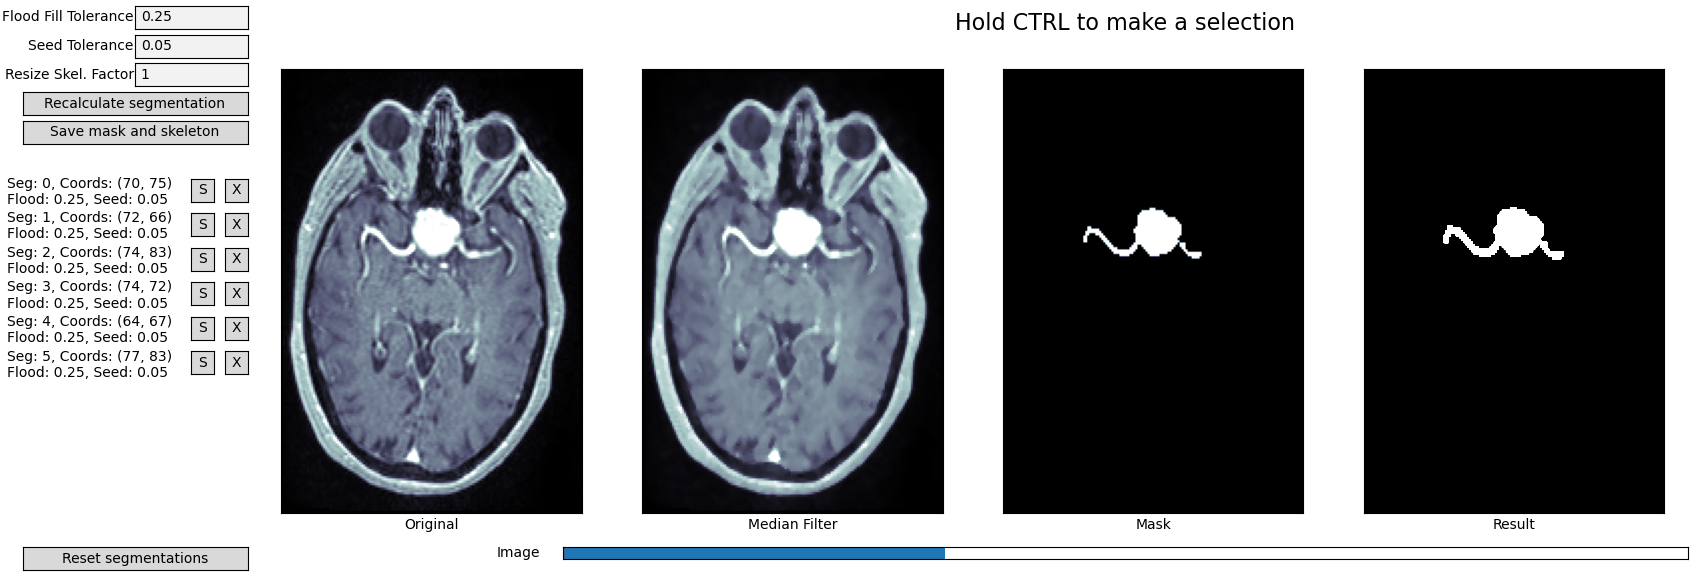 Flood Fill Tolerance 0.25
Seed Tolerance 0.05
Resize Skel. Factor 1
Recalculate segmentation
Save mask and skeleton
Hold CTRL to make a selection
Seg: 0, Coords: (70, 75)
Flood: 0.25, Seed: 0.05
S X
Seg: 1, Coords: (72, 66)
Flood: 0.25, Seed: 0.05
S X
Seg: 2, Coords: (74, 83)
Flood: 0.25, Seed: 0.05
S X
Seg: 3, Coords: (74, 72)
Flood: 0.25, Seed: 0.05
S X
Seg: 4, Coords: (64, 67)
Flood: 0.25, Seed: 0.05
S X
Seg: 5, Coords: (77, 83)
Flood: 0.25, Seed: 0.05
S X
Original
Median Filter
Mask
Result
Reset segmentations
Image